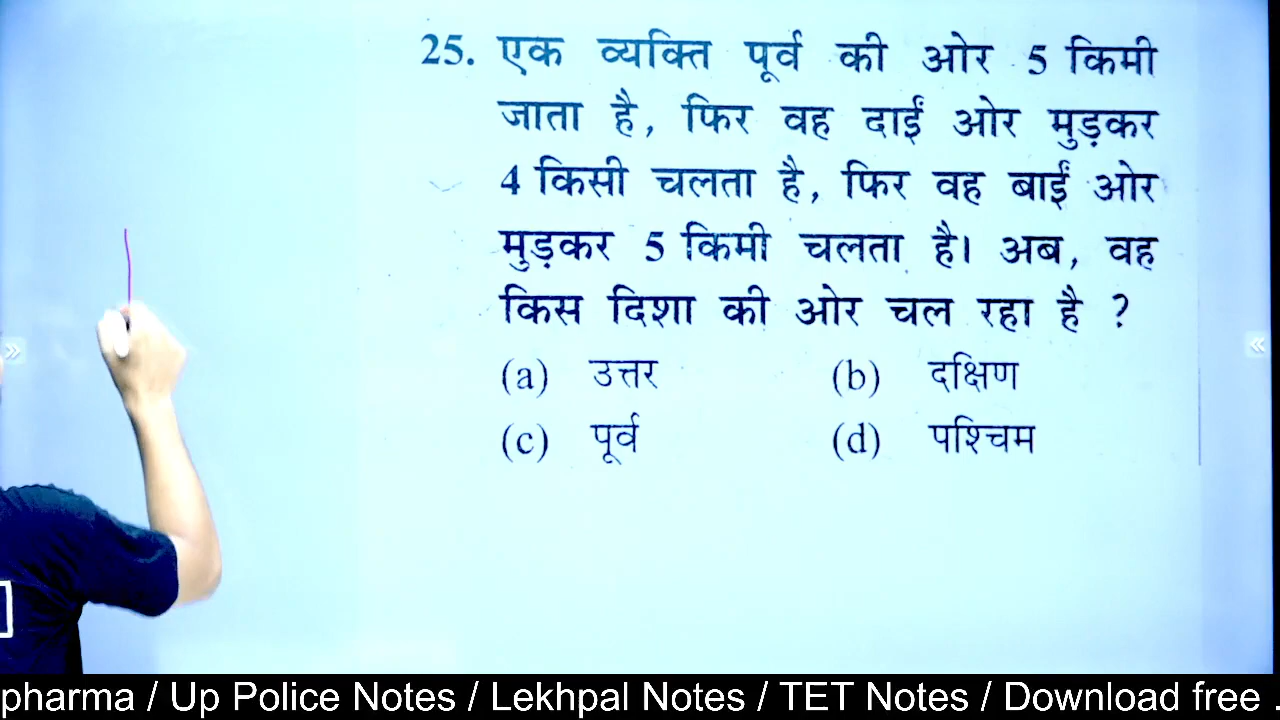 25. एक व्यक्ति पूर्व की ओर 5 किमी
जाता है, फिर वह दाईं ओर मुड़कर
4 किसी चलता है, फिर वह बाईं ओर
मुड़कर 5 किमी चलता है। अब, वह
किस दिशा की ओर चल रहा है ?
(a) उत्तर (b) दक्षिण
(c) पूर्व (d) पश्चिम
pharma / Up Police Notes / Lekhpal Notes / TET Notes / Download free